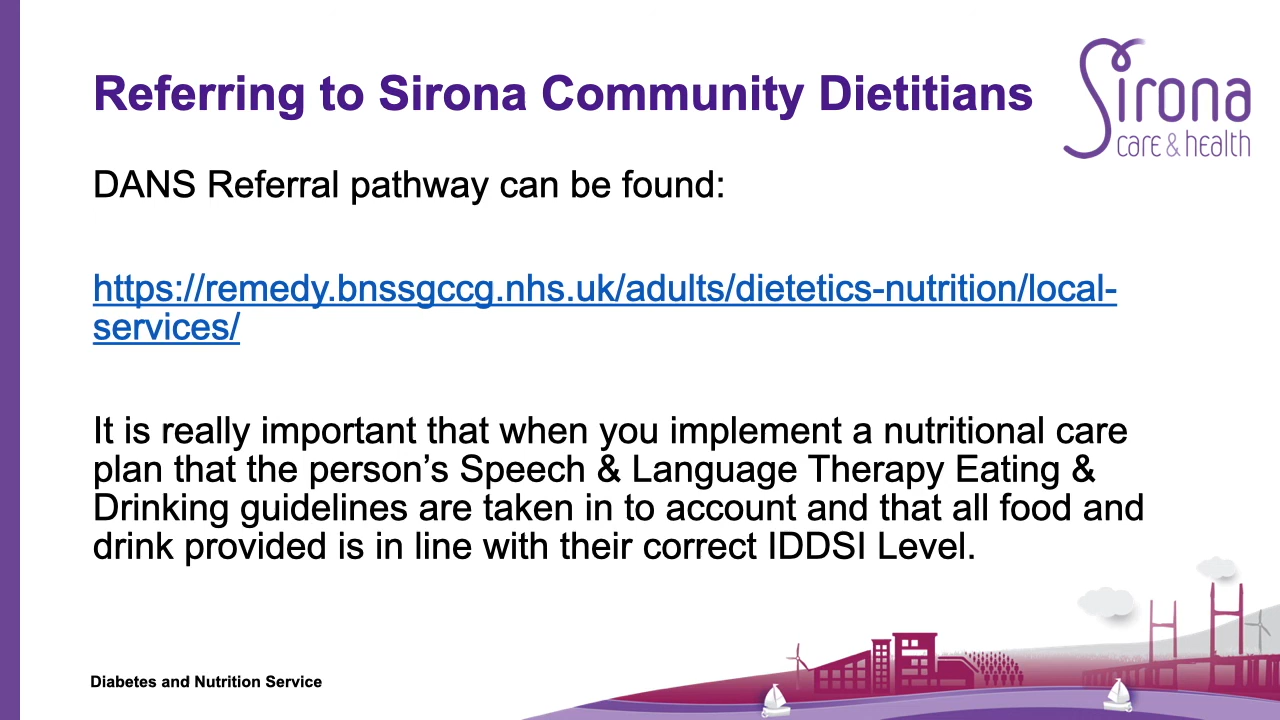 Referring to Sirona Community Dietitians
Sirona
care & health
DANS Referral pathway can be found:
https://remedy.bnssgccg.nhs.uk/adults/dietetics-nutrition/local-
services/
It is really important that when you implement a nutritional care
plan that the person’s Speech & Language Therapy Eating &
Drinking guidelines are taken in to account and that all food and
drink provided is in line with their correct IDDSI Level.
Diabetes and Nutrition Service